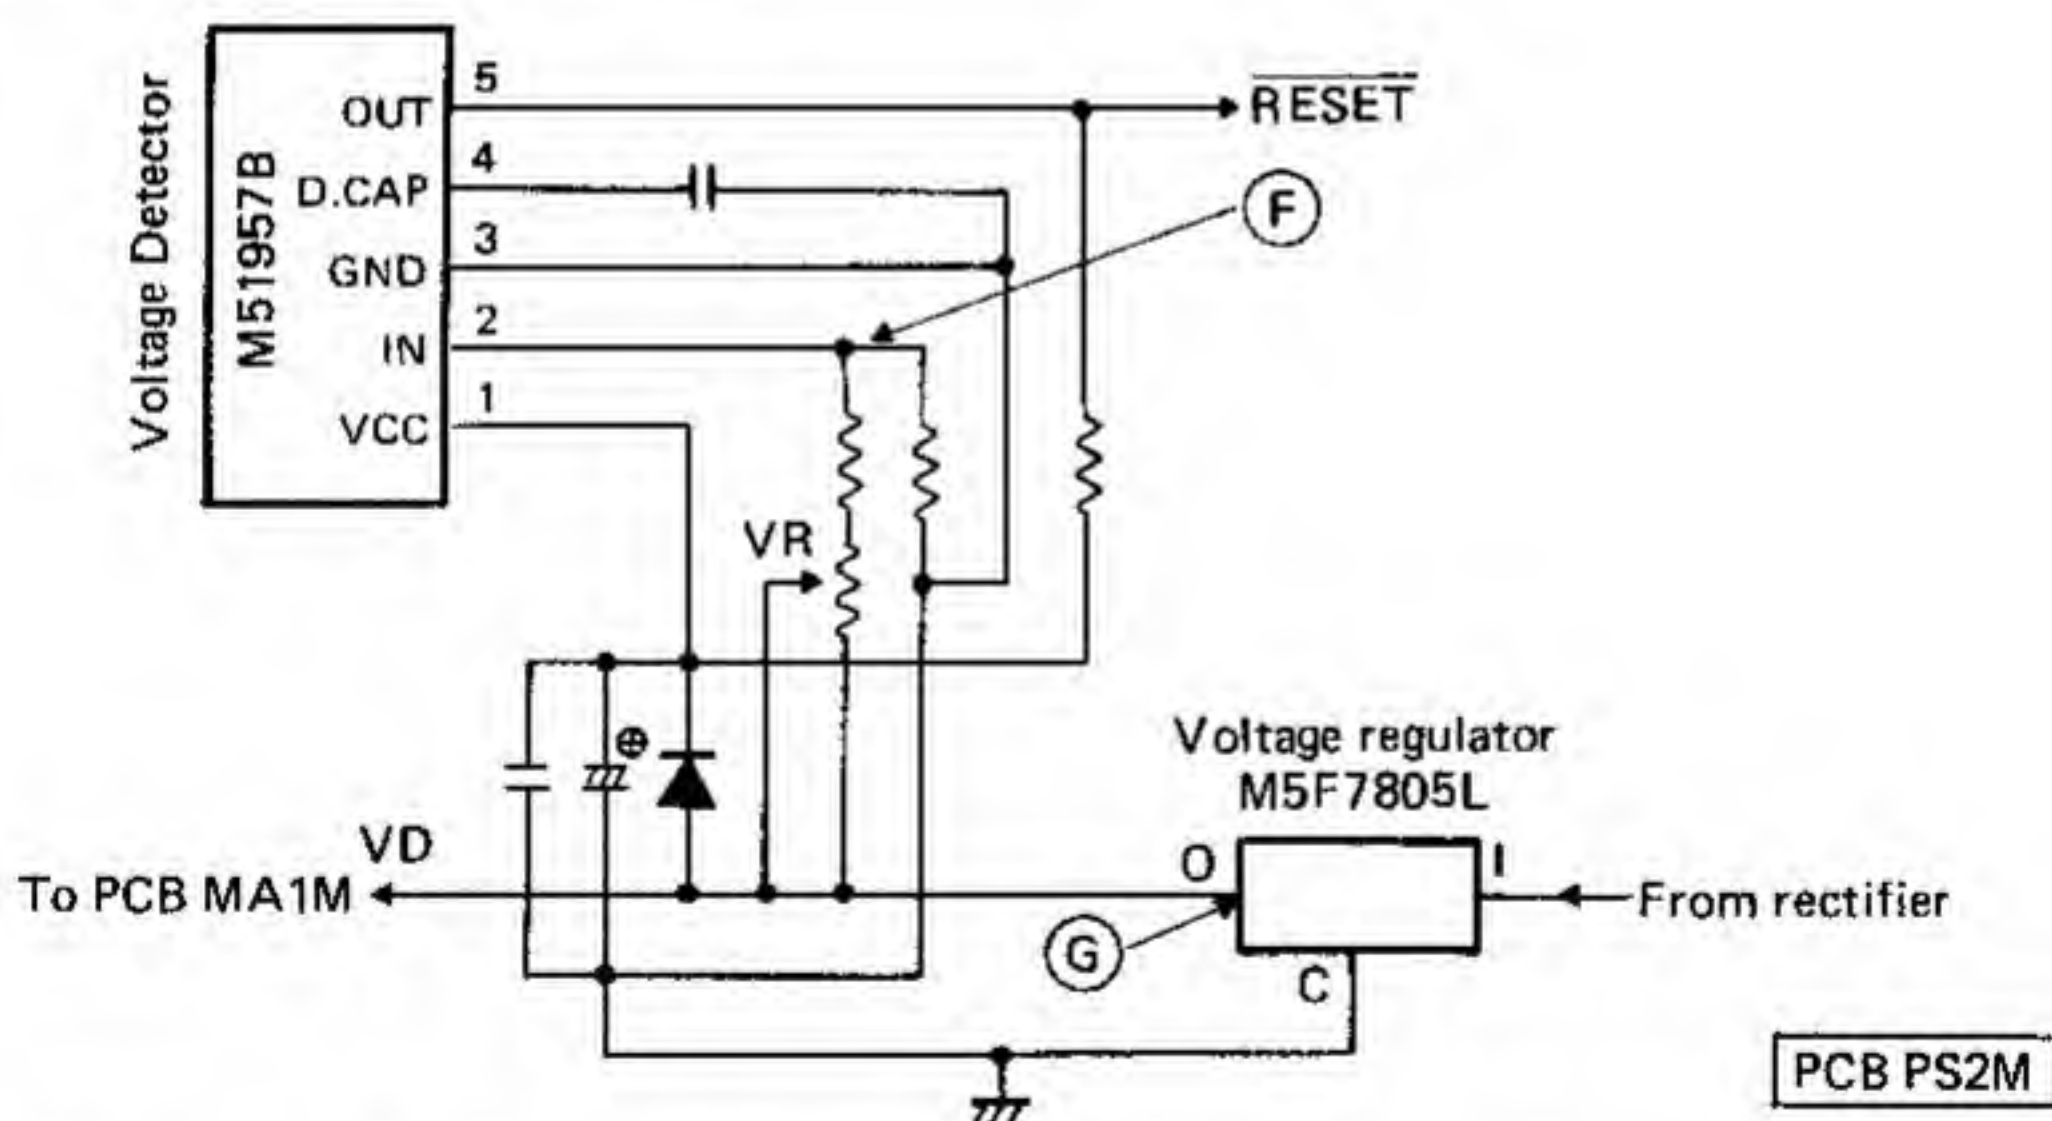 Voltage Detector
M51957B
OUT
5
RESET
D.CAP
4
F
GND
3
IN
2
VCC
1
VR
Voltage regulator
M5F7805L
⊕
VD
O
I
To PCB MA1M
From rectifier
G
C
PCB PS2M